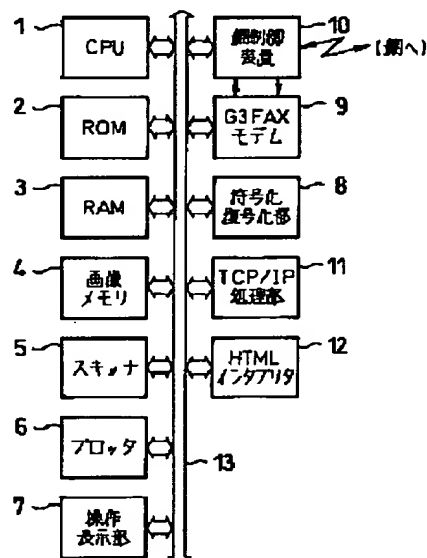 1
CPU
2
ROM
3
RAM
4
画像
メモリ
5
スキャナ
6
プロッタ
7
操作
表示部
10
網制御
装置
(網へ)
9
G3 FAX
モデム
8
符号化
復号化部
11
TCP/IP
処理部
12
HTML
インタプリタ
13